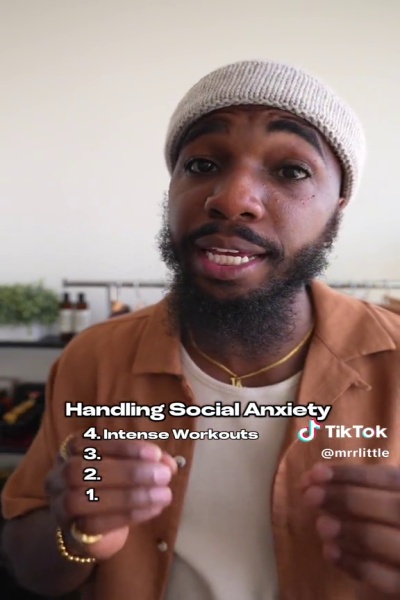 Handling Social Anxiety
4. Intense Workouts
3.
2.
1.
TikTok
@mrrlittle